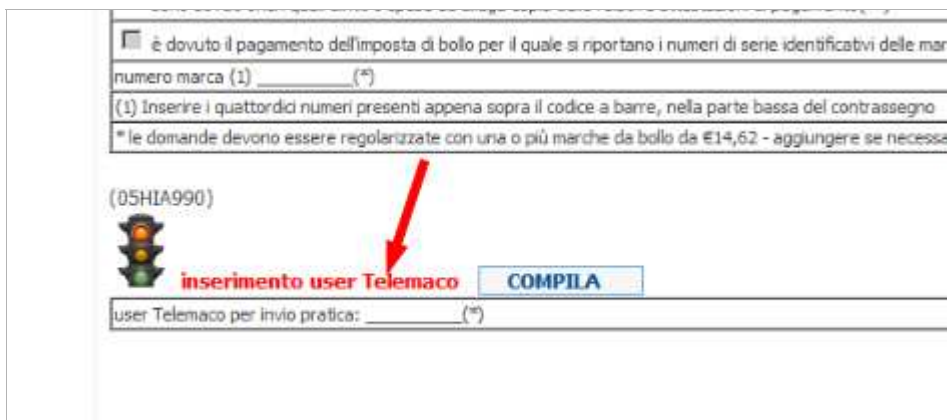 è dovuto il pagamento dell'imposta di bollo per il quale si riportano i numeri di serie identificativi delle mar
numero marca (1) __________(*)
(1) Inserire i quattordici numeri presenti appena sopra il codice a barre, nella parte bassa del contrassegno
* le domande devono essere regolarizzate con una o più marche da bollo da €14,62 - aggiungere se necessa
(05HIA990)
inserimento user Telemaco COMPILA
user Telemaco per invio pratica: __________(*)